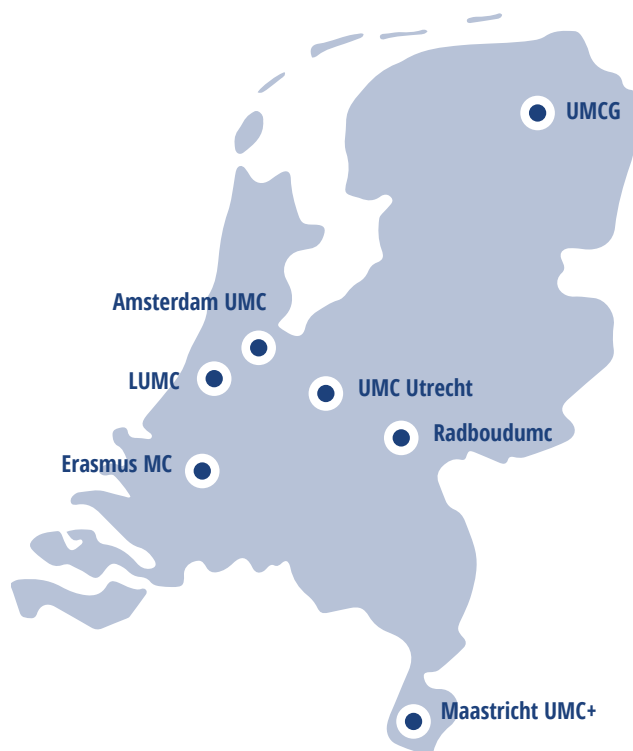 UMCG
Amsterdam UMC
LUMC
UMC Utrecht
Radboudumc
Erasmus MC
Maastricht UMC+